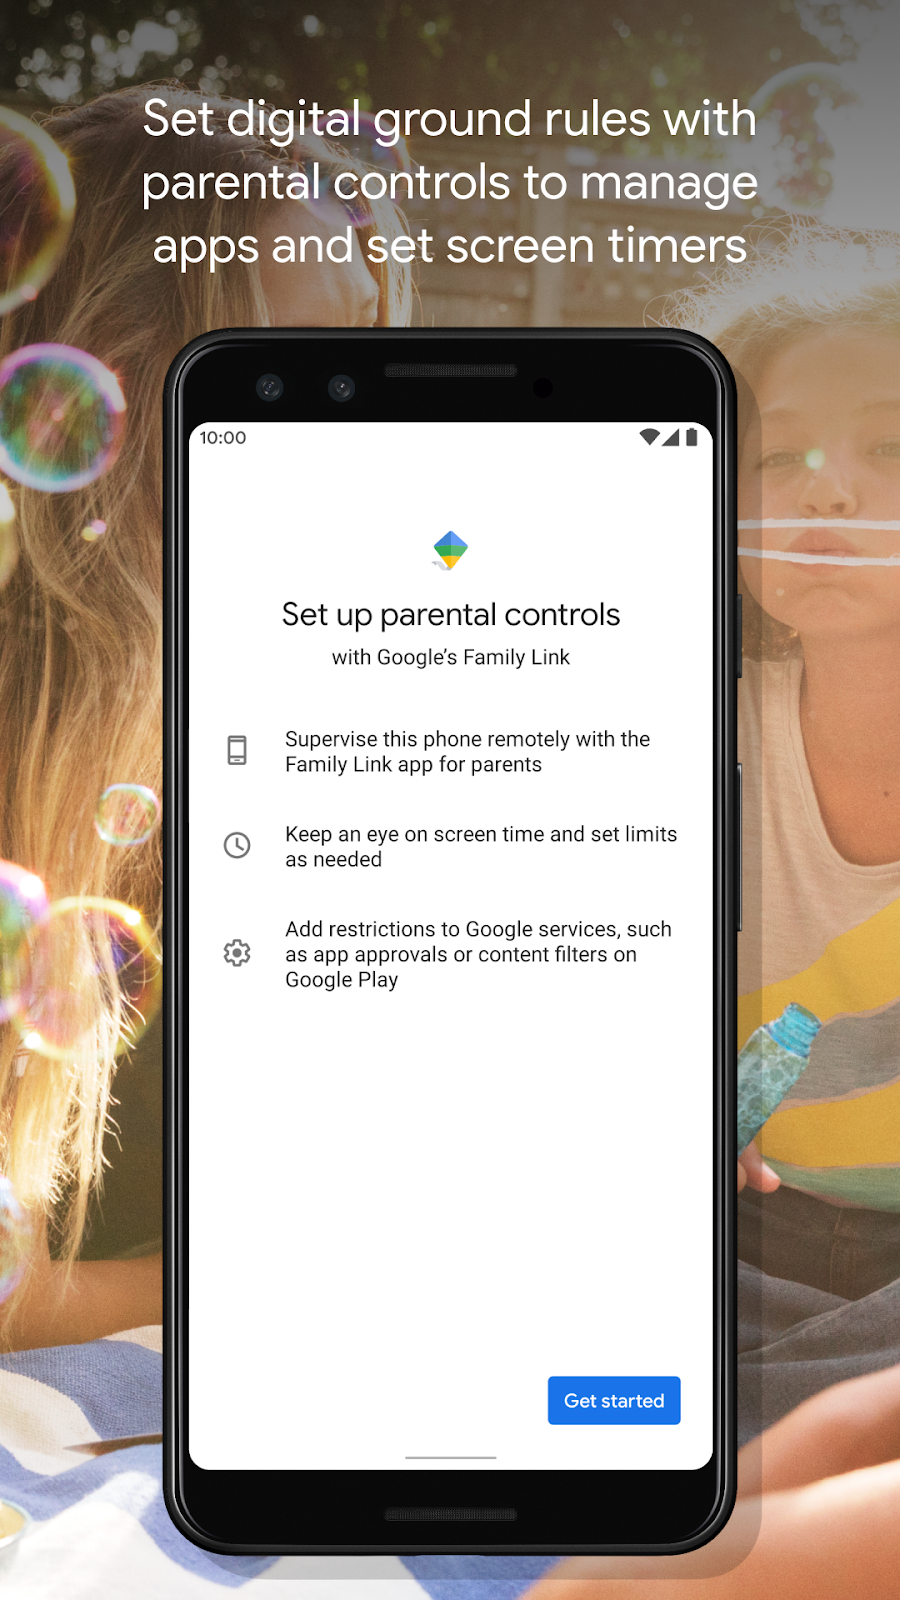 Set digital ground rules with
parental controls to manage
apps and set screen timers
10:00
Set up parental controls
with Google’s Family Link
Supervise this phone remotely with the
Family Link app for parents
Keep an eye on screen time and set limits
as needed
Add restrictions to Google services, such
as app approvals or content filters on
Google Play
Get started